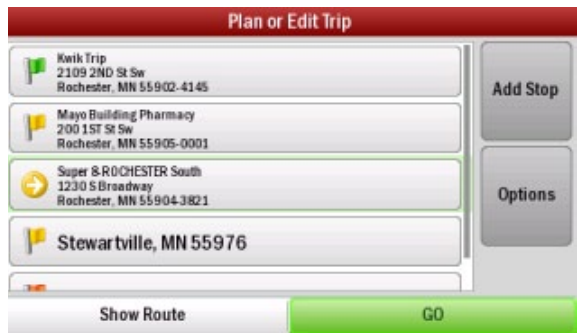 Plan or Edit Trip
Kwik Trip
2109 2ND St Sw
Rochester, MN 55902-4145
Add Stop
Mayo Building Pharmacy
200 1ST St Sw
Rochester, MN 55905-0001
Super 8-ROCHESTER South
1230 S Broadway
Rochester, MN 55904-3821
Options
Stewartville, MN 55976
Show Route
GO